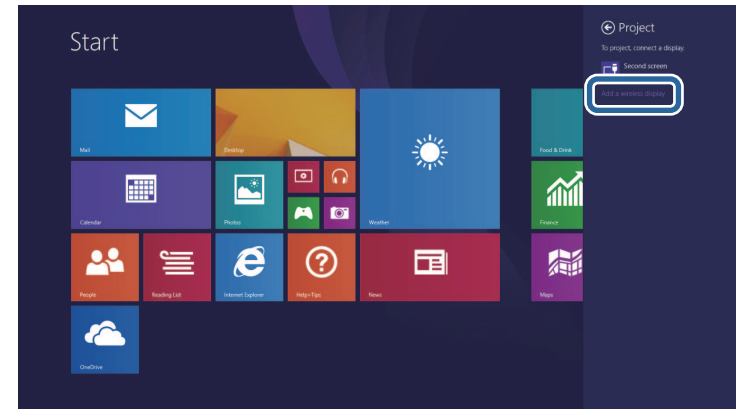 Start
Project
To project, connect a display
Second screen
Add a wireless display
Mail
Desktop
Food & Drink
Calendar
Photos
Weather
Finance
People
Reading List
Internet Explorer
Help+Tips
News
Maps
OneDrive